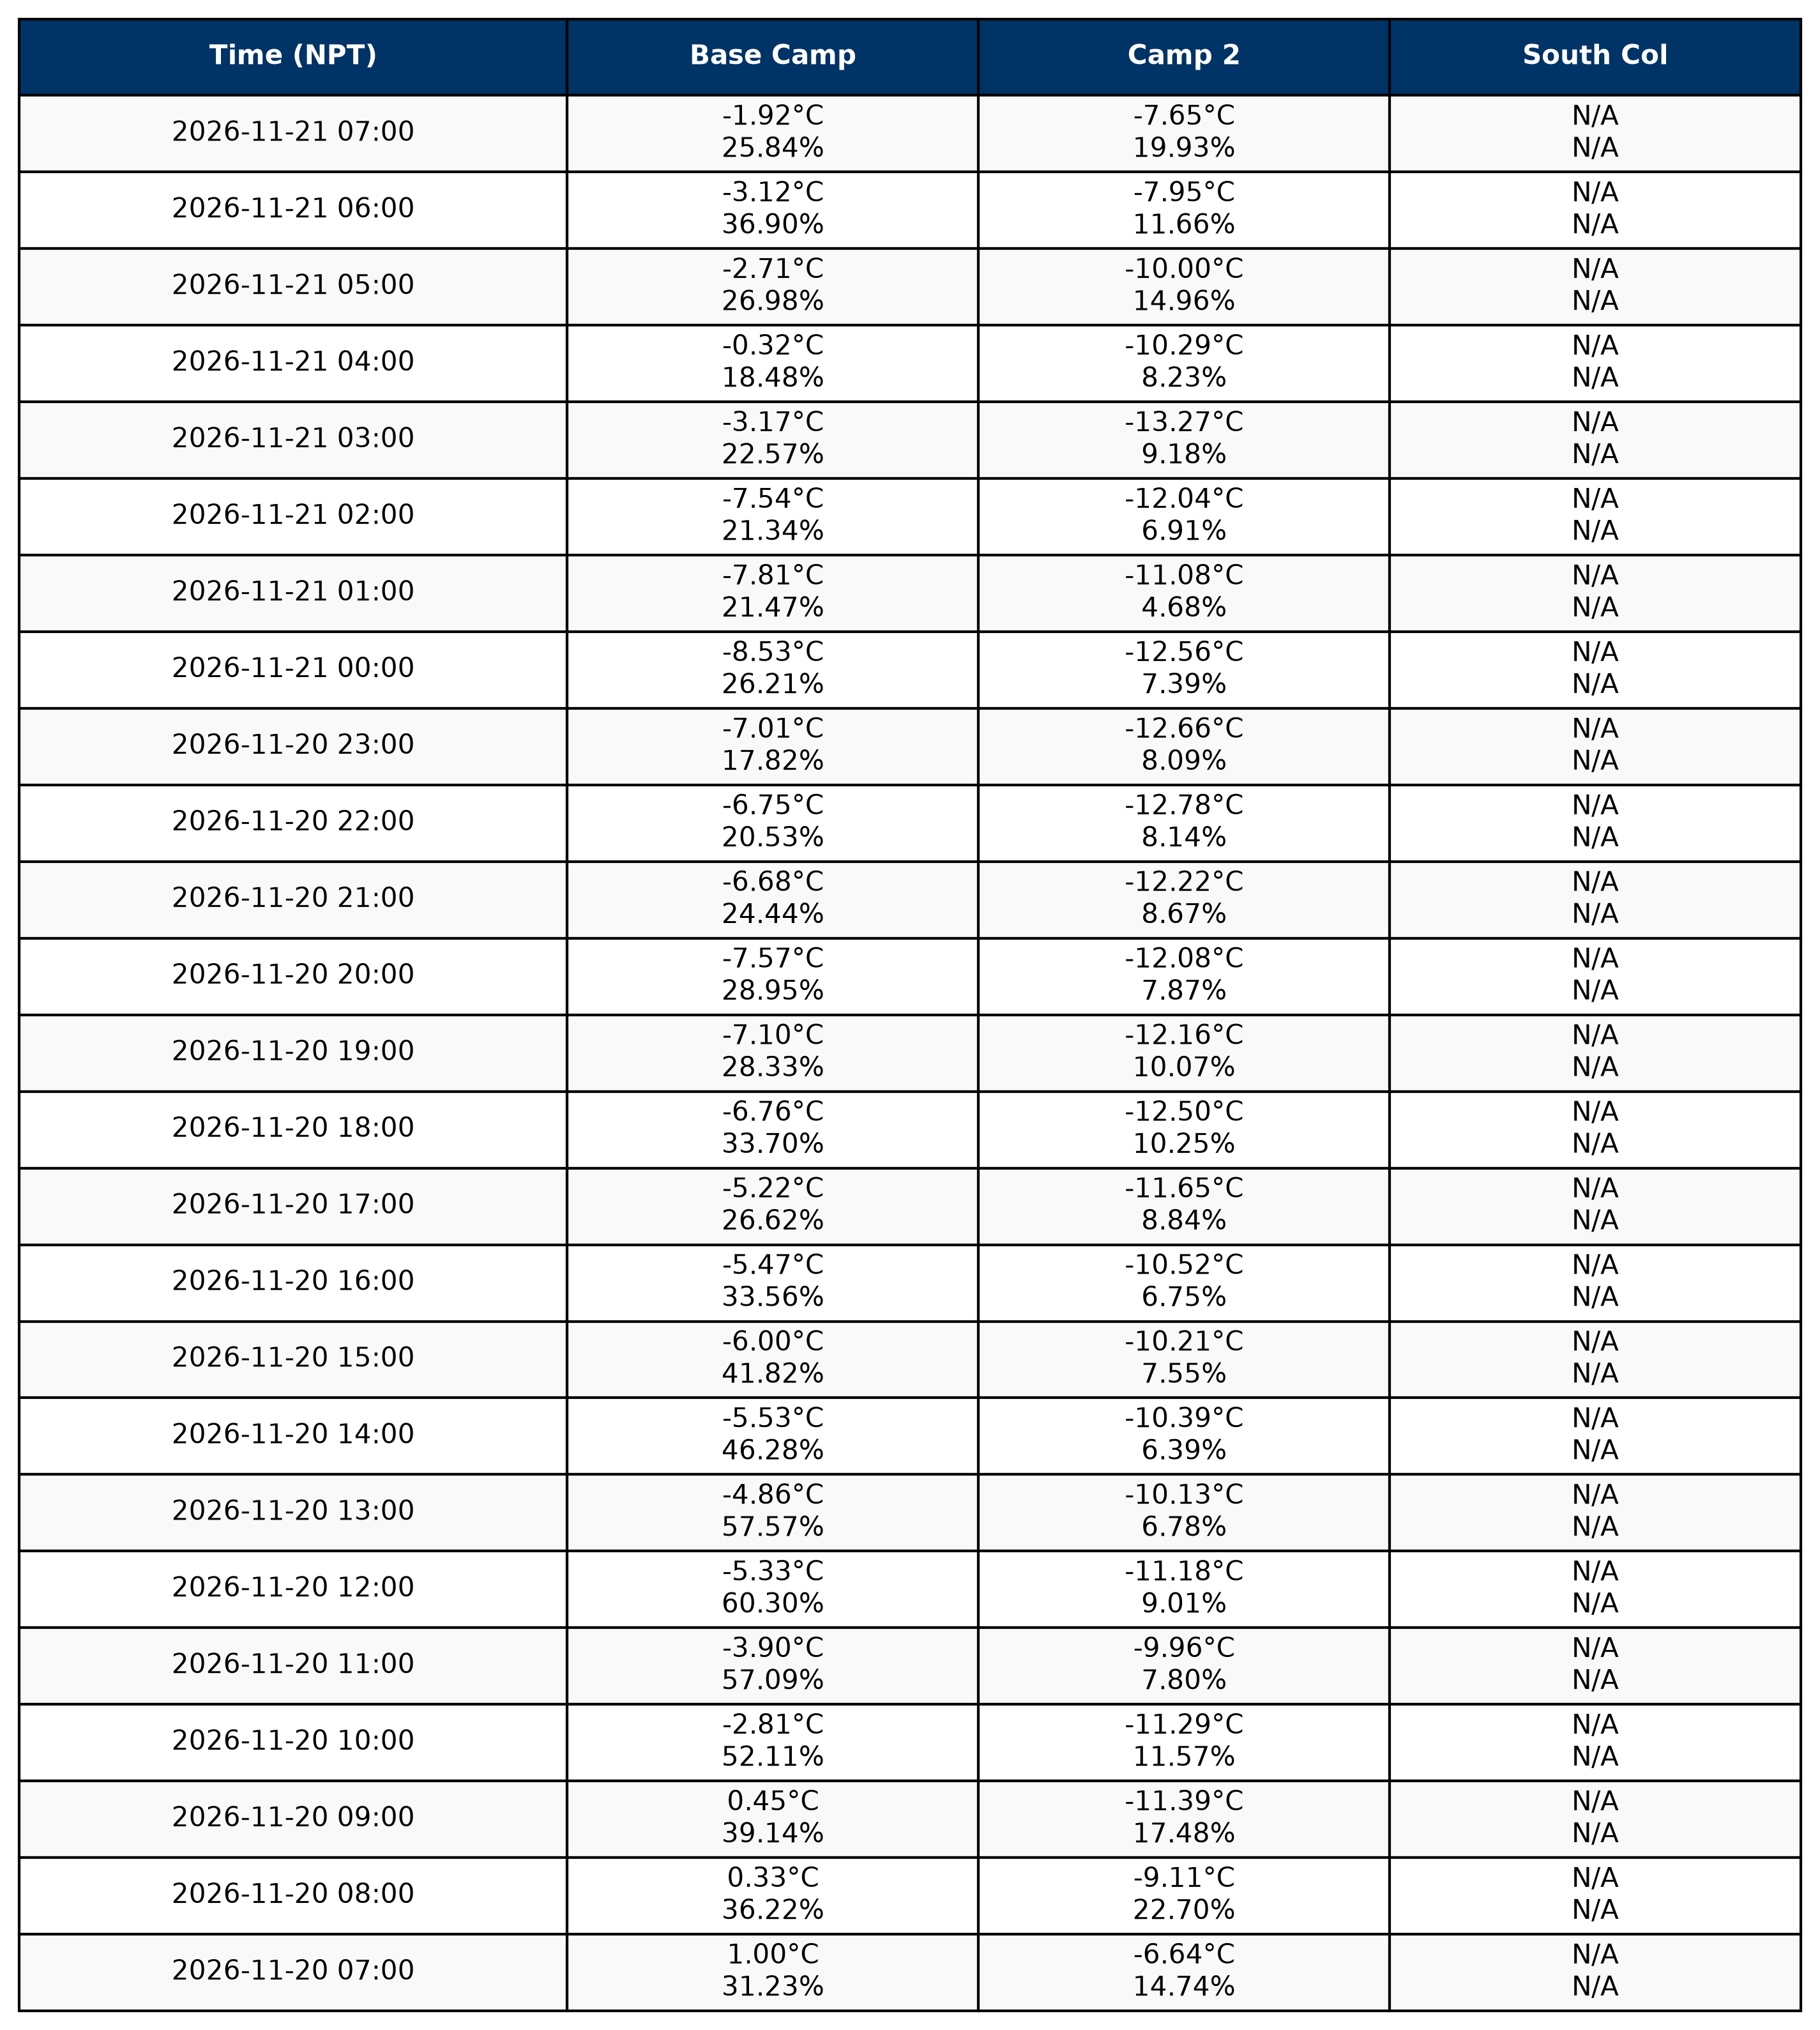 Time (NPT) Base Camp Camp 2 South Col
2026-11-21 07:00 -1.92°C -7.65°C N/A
25.84% 19.93% N/A
2026-11-21 06:00 -3.12°C -7.95°C N/A
36.90% 11.66% N/A
2026-11-21 05:00 -2.71°C -10.00°C N/A
26.98% 14.96% N/A
2026-11-21 04:00 -0.32°C -10.29°C N/A
18.48% 8.23% N/A
2026-11-21 03:00 -3.17°C -13.27°C N/A
22.57% 9.18% N/A
2026-11-21 02:00 -7.54°C -12.04°C N/A
21.34% 6.91% N/A
2026-11-21 01:00 -7.81°C -11.08°C N/A
21.47% 4.68% N/A
2026-11-21 00:00 -8.53°C -12.56°C N/A
26.21% 7.39% N/A
2026-11-20 23:00 -7.01°C -12.66°C N/A
17.82% 8.09% N/A
2026-11-20 22:00 -6.75°C -12.78°C N/A
20.53% 8.14% N/A
2026-11-20 21:00 -6.68°C -12.22°C N/A
24.44% 8.67% N/A
2026-11-20 20:00 -7.57°C -12.08°C N/A
28.95% 7.87% N/A
2026-11-20 19:00 -7.10°C -12.16°C N/A
28.33% 10.07% N/A
2026-11-20 18:00 -6.76°C -12.50°C N/A
33.70% 10.25% N/A
2026-11-20 17:00 -5.22°C -11.65°C N/A
26.62% 8.84% N/A
2026-11-20 16:00 -5.47°C -10.52°C N/A
33.56% 6.75% N/A
2026-11-20 15:00 -6.00°C -10.21°C N/A
41.82% 7.55% N/A
2026-11-20 14:00 -5.53°C -10.39°C N/A
46.28% 6.39% N/A
2026-11-20 13:00 -4.86°C -10.13°C N/A
57.57% 6.78% N/A
2026-11-20 12:00 -5.33°C -11.18°C N/A
60.30% 9.01% N/A
2026-11-20 11:00 -3.90°C -9.96°C N/A
57.09% 7.80% N/A
2026-11-20 10:00 -2.81°C -11.29°C N/A
52.11% 11.57% N/A
2026-11-20 09:00 0.45°C -11.39°C N/A
39.14% 17.48% N/A
2026-11-20 08:00 0.33°C -9.11°C N/A
36.22% 22.70% N/A
2026-11-20 07:00 1.00°C -6.64°C N/A
31.23% 14.74% N/A